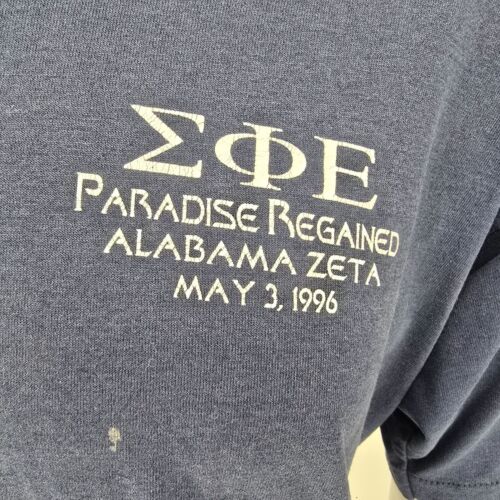 ΣΦΕ
PARADISE REGAINED
ALABAMA ZETA
MAY 3, 1996